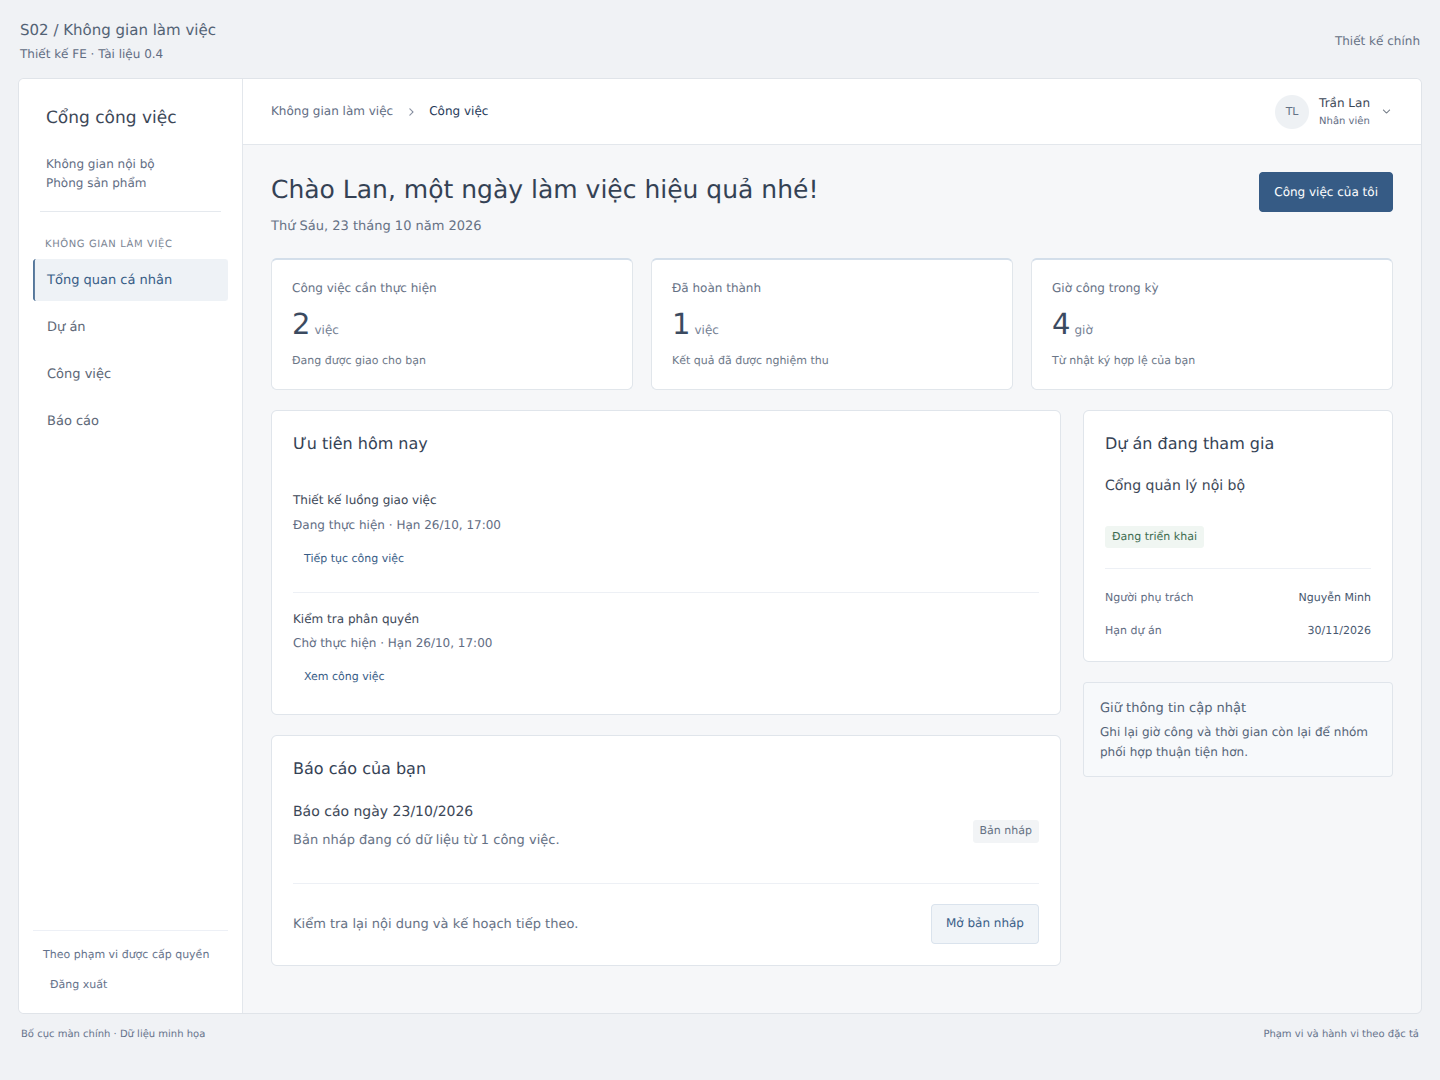 S02 / Không gian làm việc
Thiết kế FE · Tài liệu 0.4
Thiết kế chính
Cổng công việc
Không gian nội bộ
Phòng sản phẩm
KHÔNG GIAN LÀM VIỆC
Tổng quan cá nhân
Dự án
Công việc
Báo cáo
Theo phạm vi được cấp quyền
Đăng xuất
Không gian làm việc > Công việc
TL
Trần Lan
Nhân viên
Chào Lan, một ngày làm việc hiệu quả nhé!
Thứ Sáu, 23 tháng 10 năm 2026
Công việc của tôi
Công việc cần thực hiện
2 việc
Đang được giao cho bạn
Đã hoàn thành
1 việc
Kết quả đã được nghiệm thu
Giờ công trong kỳ
4 giờ
Từ nhật ký hợp lệ của bạn
Ưu tiên hôm nay
Thiết kế luồng giao việc
Đang thực hiện · Hạn 26/10, 17:00
Tiếp tục công việc
Kiểm tra phân quyền
Chờ thực hiện · Hạn 26/10, 17:00
Xem công việc
Báo cáo của bạn
Báo cáo ngày 23/10/2026
Bản nháp đang có dữ liệu từ 1 công việc.
Bản nháp
Kiểm tra lại nội dung và kế hoạch tiếp theo.
Mở bản nháp
Dự án đang tham gia
Cổng quản lý nội bộ
Đang triển khai
Người phụ trách Nguyễn Minh
Hạn dự án 30/11/2026
Giữ thông tin cập nhật
Ghi lại giờ công và thời gian còn lại để nhóm
phối hợp thuận tiện hơn.
Bố cục màn chính · Dữ liệu minh họa
Phạm vi và hành vi theo đặc tả